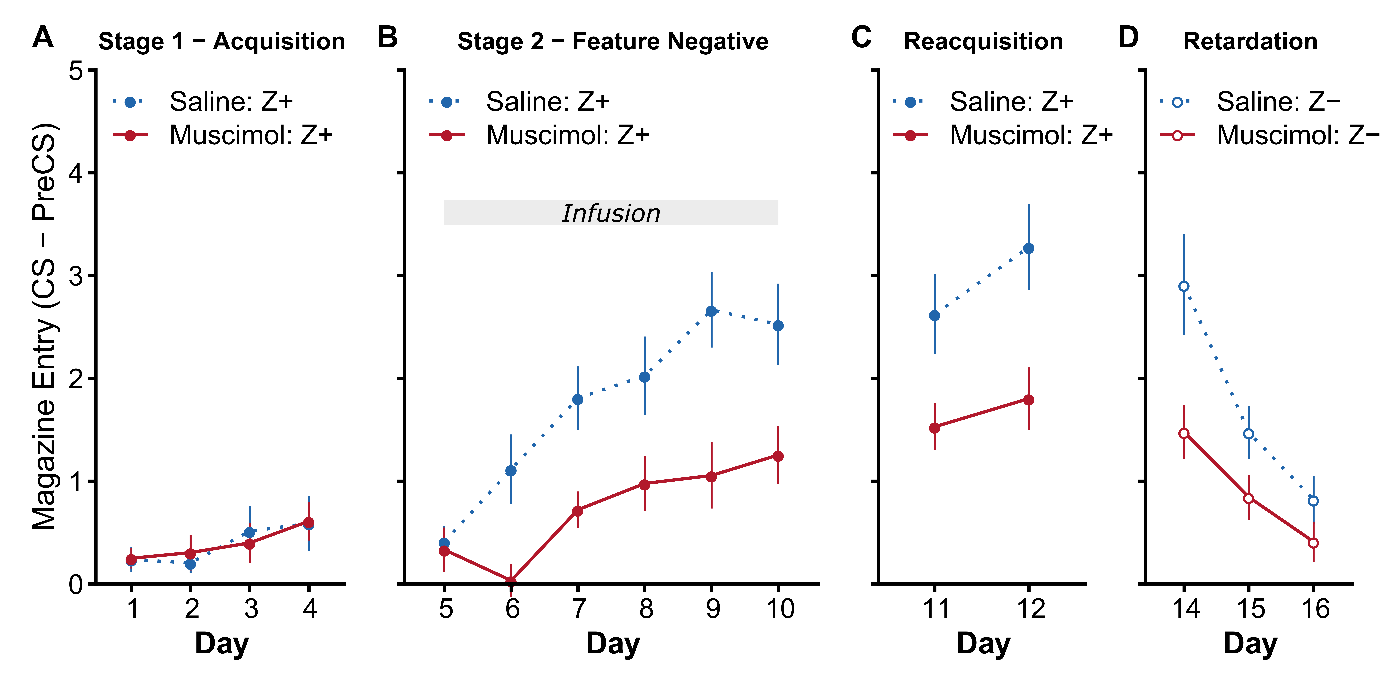 A Stage 1 − Acquisition
B Stage 2 − Feature Negative
C Reacquisition
D Retardation
Magazine Entry (CS − PreCS)
5
4
3
2
1
0
Saline: Z+
Muscimol: Z+
1 2 3 4
Day
Saline: Z+
Muscimol: Z+
Infusion
5 6 7 8 9 10
Day
Saline: Z+
Muscimol: Z+
11 12
Day
Saline: Z−
Muscimol: Z−
14 15 16
Day